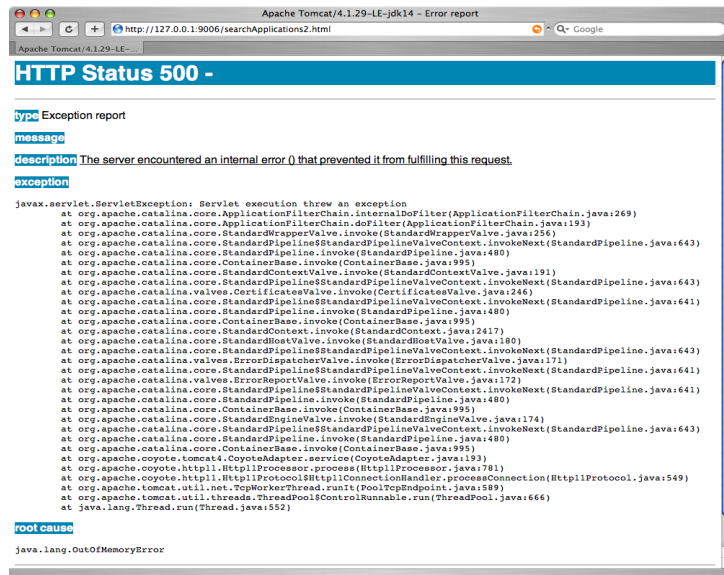 Apache Tomcat/4.1.29-LE-jdk14 – Error report
http://127.0.0.1:9006/searchApplications2.html
Google
Apache Tomcat/4.1.29-LE-...
HTTP Status 500 -
type Exception report
message
description The server encountered an internal error () that prevented it from fulfilling this request.
exception
javax.servlet.ServletException: Servlet execution threw an exception
at org.apache.catalina.core.ApplicationFilterChain.internalDoFilter(ApplicationFilterChain.java:269)
at org.apache.catalina.core.ApplicationFilterChain.doFilter(ApplicationFilterChain.java:193)
at org.apache.catalina.core.StandardWrapperValve.invoke(StandardWrapperValve.java:256)
at org.apache.catalina.core.StandardPipeline$StandardPipelineValveContext.invokeNext(StandardPipeline.java:643)
at org.apache.catalina.core.StandardPipeline.invoke(StandardPipeline.java:480)
at org.apache.catalina.core.ContainerBase.invoke(ContainerBase.java:995)
at org.apache.catalina.core.StandardContextValve.invoke(StandardContextValve.java:191)
at org.apache.catalina.core.StandardPipeline$StandardPipelineValveContext.invokeNext(StandardPipeline.java:643)
at org.apache.catalina.valves.CertificatesValve.invoke(CertificatesValve.java:246)
at org.apache.catalina.core.StandardPipeline$StandardPipelineValveContext.invokeNext(StandardPipeline.java:641)
at org.apache.catalina.core.StandardPipeline.invoke(StandardPipeline.java:480)
at org.apache.catalina.core.ContainerBase.invoke(ContainerBase.java:995)
at org.apache.catalina.core.StandardContext.invoke(StandardContext.java:2417)
at org.apache.catalina.core.StandardHostValve.invoke(StandardHostValve.java:180)
at org.apache.catalina.core.StandardPipeline$StandardPipelineValveContext.invokeNext(StandardPipeline.java:643)
at org.apache.catalina.valves.ErrorDispatcherValve.invoke(ErrorDispatcherValve.java:171)
at org.apache.catalina.core.StandardPipeline$StandardPipelineValveContext.invokeNext(StandardPipeline.java:641)
at org.apache.catalina.valves.ErrorReportValve.invoke(ErrorReportValve.java:172)
at org.apache.catalina.core.StandardPipeline$StandardPipelineValveContext.invokeNext(StandardPipeline.java:641)
at org.apache.catalina.core.StandardPipeline.invoke(StandardPipeline.java:480)
at org.apache.catalina.core.ContainerBase.invoke(ContainerBase.java:995)
at org.apache.catalina.core.StandardEngineValve.invoke(StandardEngineValve.java:174)
at org.apache.catalina.core.StandardPipeline$StandardPipelineValveContext.invokeNext(StandardPipeline.java:643)
at org.apache.catalina.core.StandardPipeline.invoke(StandardPipeline.java:480)
at org.apache.catalina.core.ContainerBase.invoke(ContainerBase.java:995)
at org.apache.coyote.tomcat4.CoyoteAdapter.service(CoyoteAdapter.java:193)
at org.apache.coyote.http11.Http11Processor.process(Http11Processor.java:781)
at org.apache.coyote.http11.Http11Protocol$Http11ConnectionHandler.processConnection(Http11Protocol.java:549)
at org.apache.tomcat.util.net.TcpWorkerThread.runIt(PoolTcpEndpoint.java:589)
at org.apache.tomcat.util.threads.ThreadPool$ControlRunnable.run(ThreadPool.java:666)
at java.lang.Thread.run(Thread.java:552)
root cause
java.lang.OutOfMemoryError